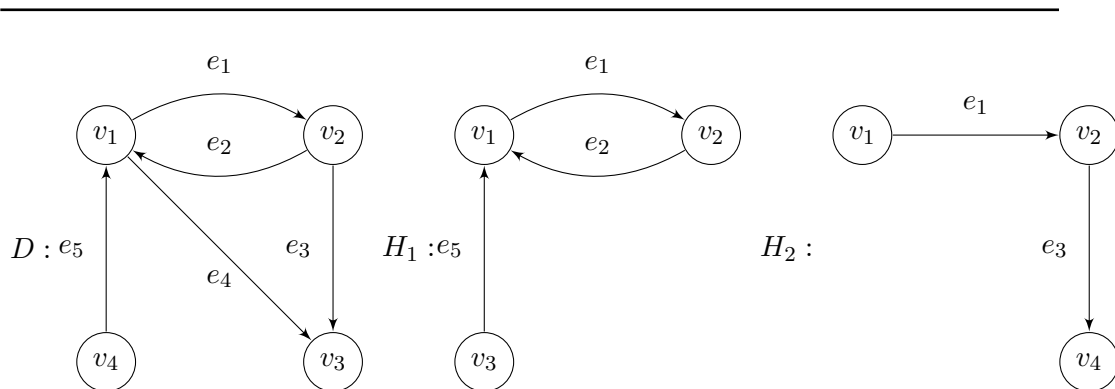 e₁ e₁
v₁ v₂ v₁ v₂ v₁ e₁ v₂
e₂ e₂
D : e₅ e₃ H₁ : e₅ H₂ : e₃
e₄
v₄ v₃ v₃ v₄